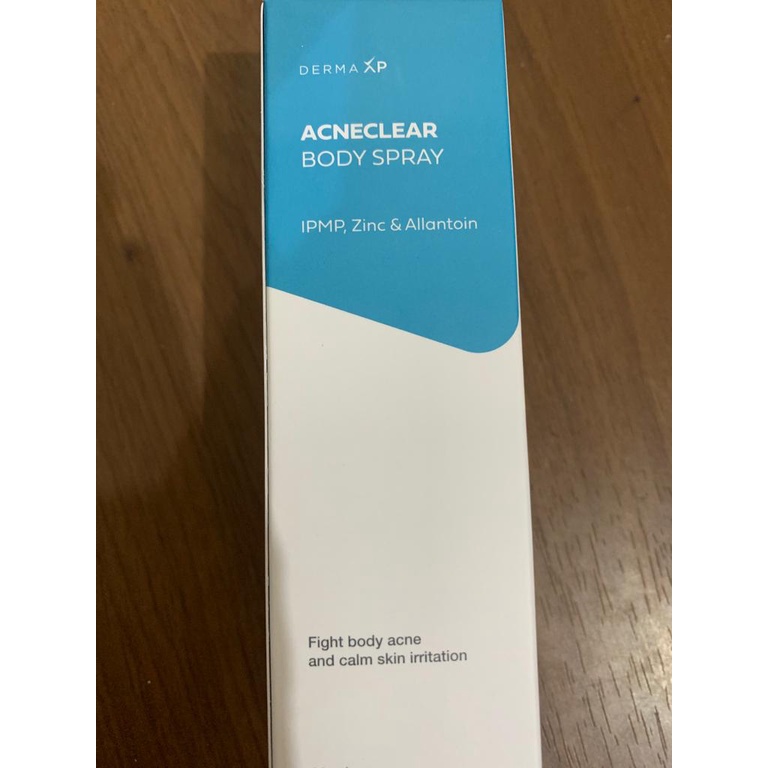 DERMA XP
ACNECLEAR
BODY SPRAY
IPMP, Zinc & Allantoin
Fight body acne
and calm skin irritation